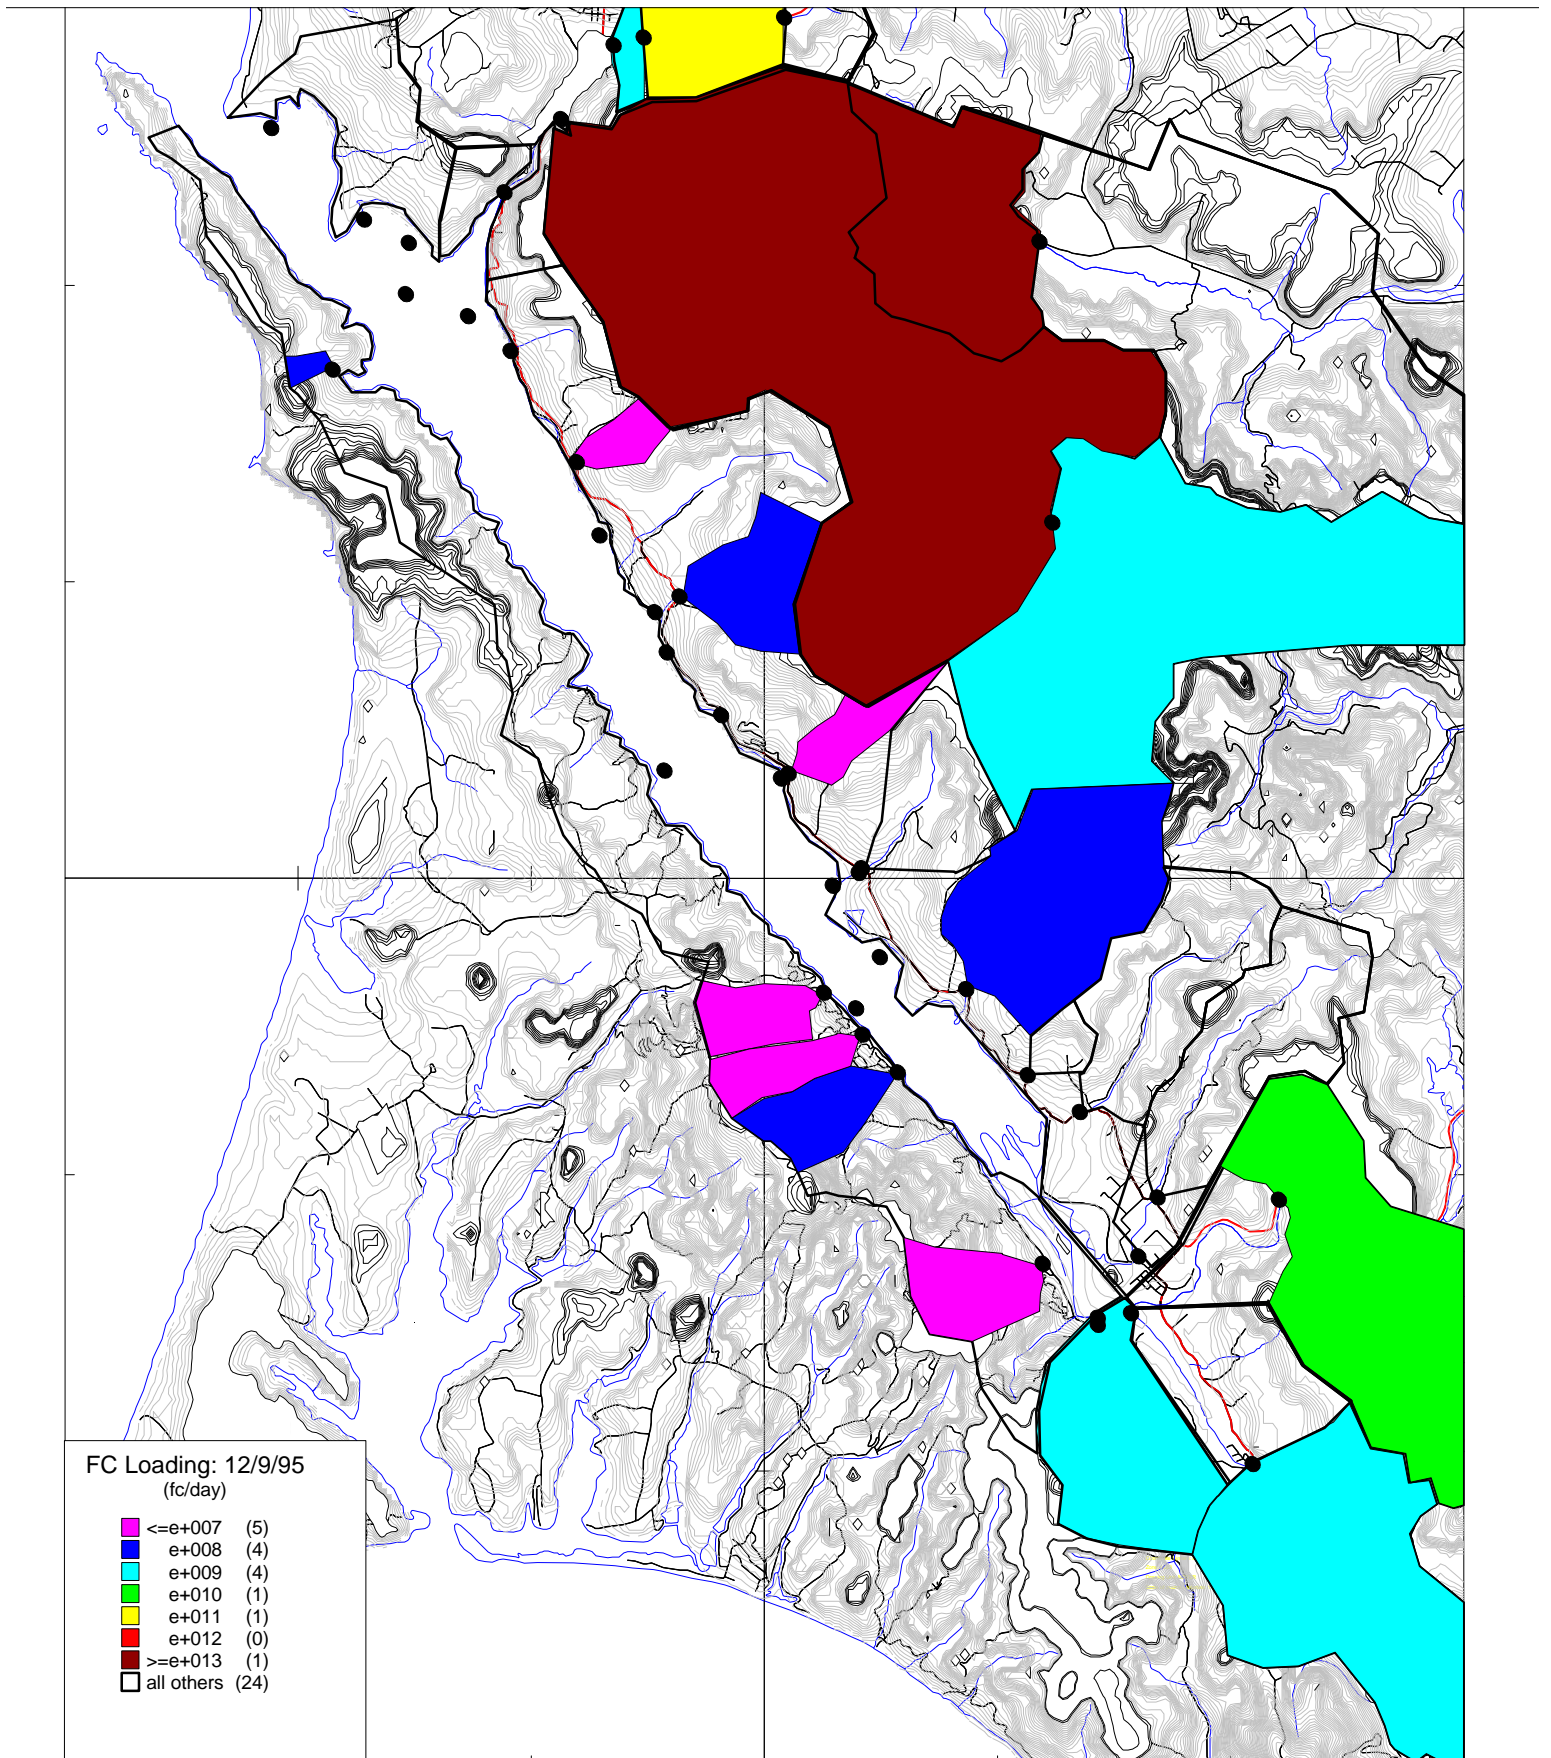 FC Loading: 12/9/95
(fc/day)
<=e+007 (5)
e+008 (4)
e+009 (4)
e+010 (1)
e+011 (1)
e+012 (0)
>=e+013 (1)
all others (24)